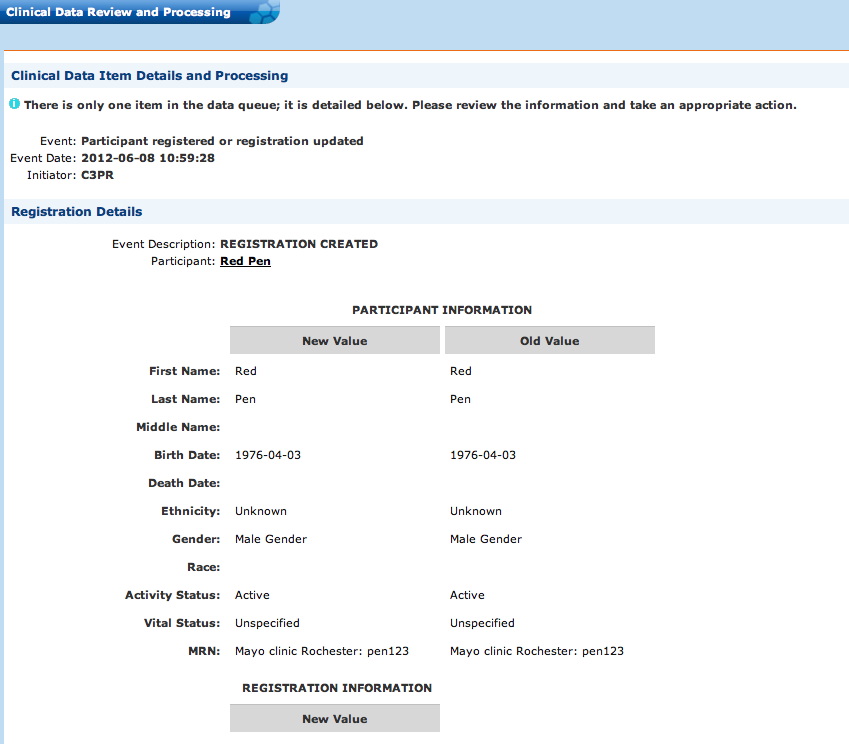 Clinical Data Review and Processing
Clinical Data Item Details and Processing
There is only one item in the data queue; it is detailed below. Please review the information and take an appropriate action.
Event: Participant registered or registration updated
Event Date: 2012-06-08 10:59:28
Initiator: C3PR
Registration Details
Event Description: REGISTRATION CREATED
Participant: Red Pen
PARTICIPANT INFORMATION
New Value Old Value
First Name: Red Red
Last Name: Pen Pen
Middle Name:
Birth Date: 1976-04-03 1976-04-03
Death Date:
Ethnicity: Unknown Unknown
Gender: Male Gender Male Gender
Race:
Activity Status: Active Active
Vital Status: Unspecified Unspecified
MRN: Mayo clinic Rochester: pen123 Mayo clinic Rochester: pen123
REGISTRATION INFORMATION
New Value